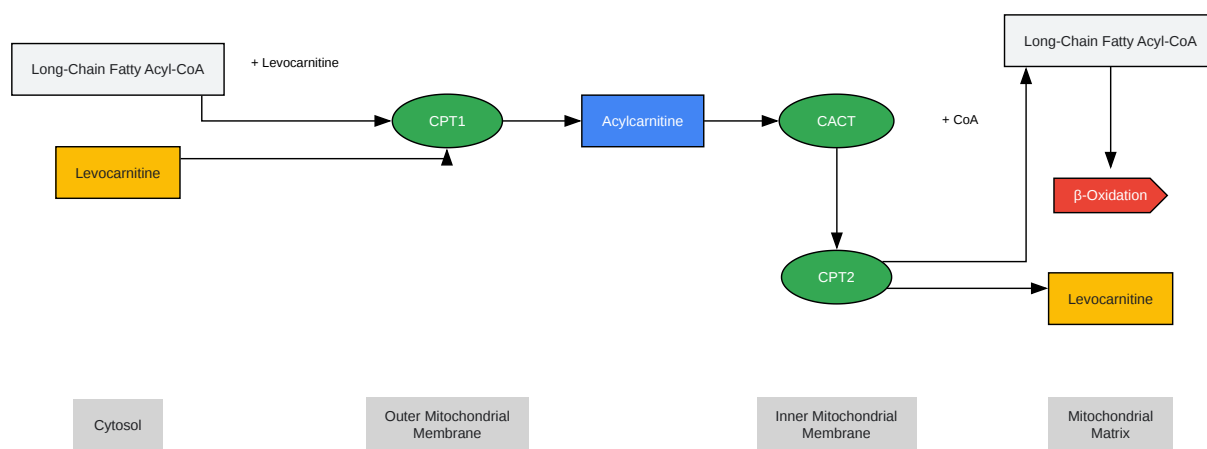 Long-Chain Fatty Acyl-CoA
+ Levocarnitine
Levocarnitine
CPT1
Acylcarnitine
CACT
CPT2
+ CoA
Long-Chain Fatty Acyl-CoA
β-Oxidation
Levocarnitine
Cytosol
Outer Mitochondrial
Membrane
Inner Mitochondrial
Membrane
Mitochondrial
Matrix